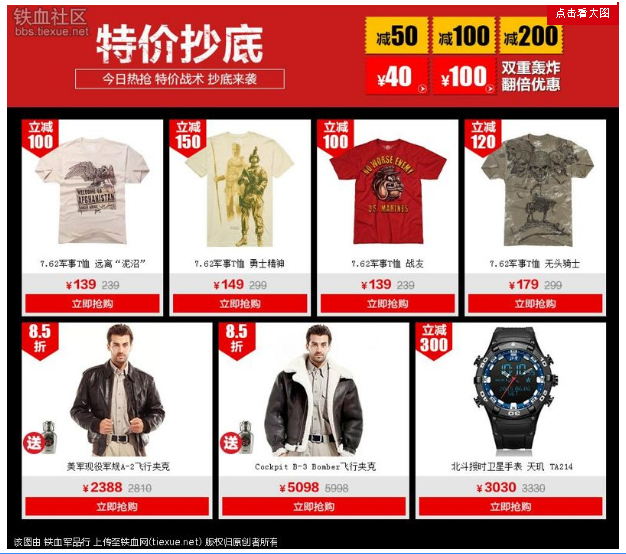 铁血社区
bbs.tiexue.net
点击看大图
特价抄底
今日热抢 特价战术 抄底来袭
减50 减100 减200
¥40 ¥100 双重轰炸
翻倍优惠
立减
100
立减
150
立减
100
立减
120
WELCOME TO
AFGHANISTAN
NO WORSE ENEMY
US MARINES
7.62军事T恤 远离“泥沼”
7.62军事T恤 勇士精神
7.62军事T恤 战友
7.62军事T恤 无头骑士
¥139 239
¥149 299
¥139 239
¥179 299
立即抢购
立即抢购
立即抢购
立即抢购
8.5
折
8.5
折
立减
300
送
送
美军现役军规A-2飞行夹克
Cockpit B-3 Bomber飞行夹克
北斗授时卫星手表 天玑 TA214
¥2388 2810
¥5098 5998
¥3030 3330
立即抢购
立即抢购
立即抢购
该图由 铁血军品行 上传至铁血网(tiexue.net) 版权归原创者所有